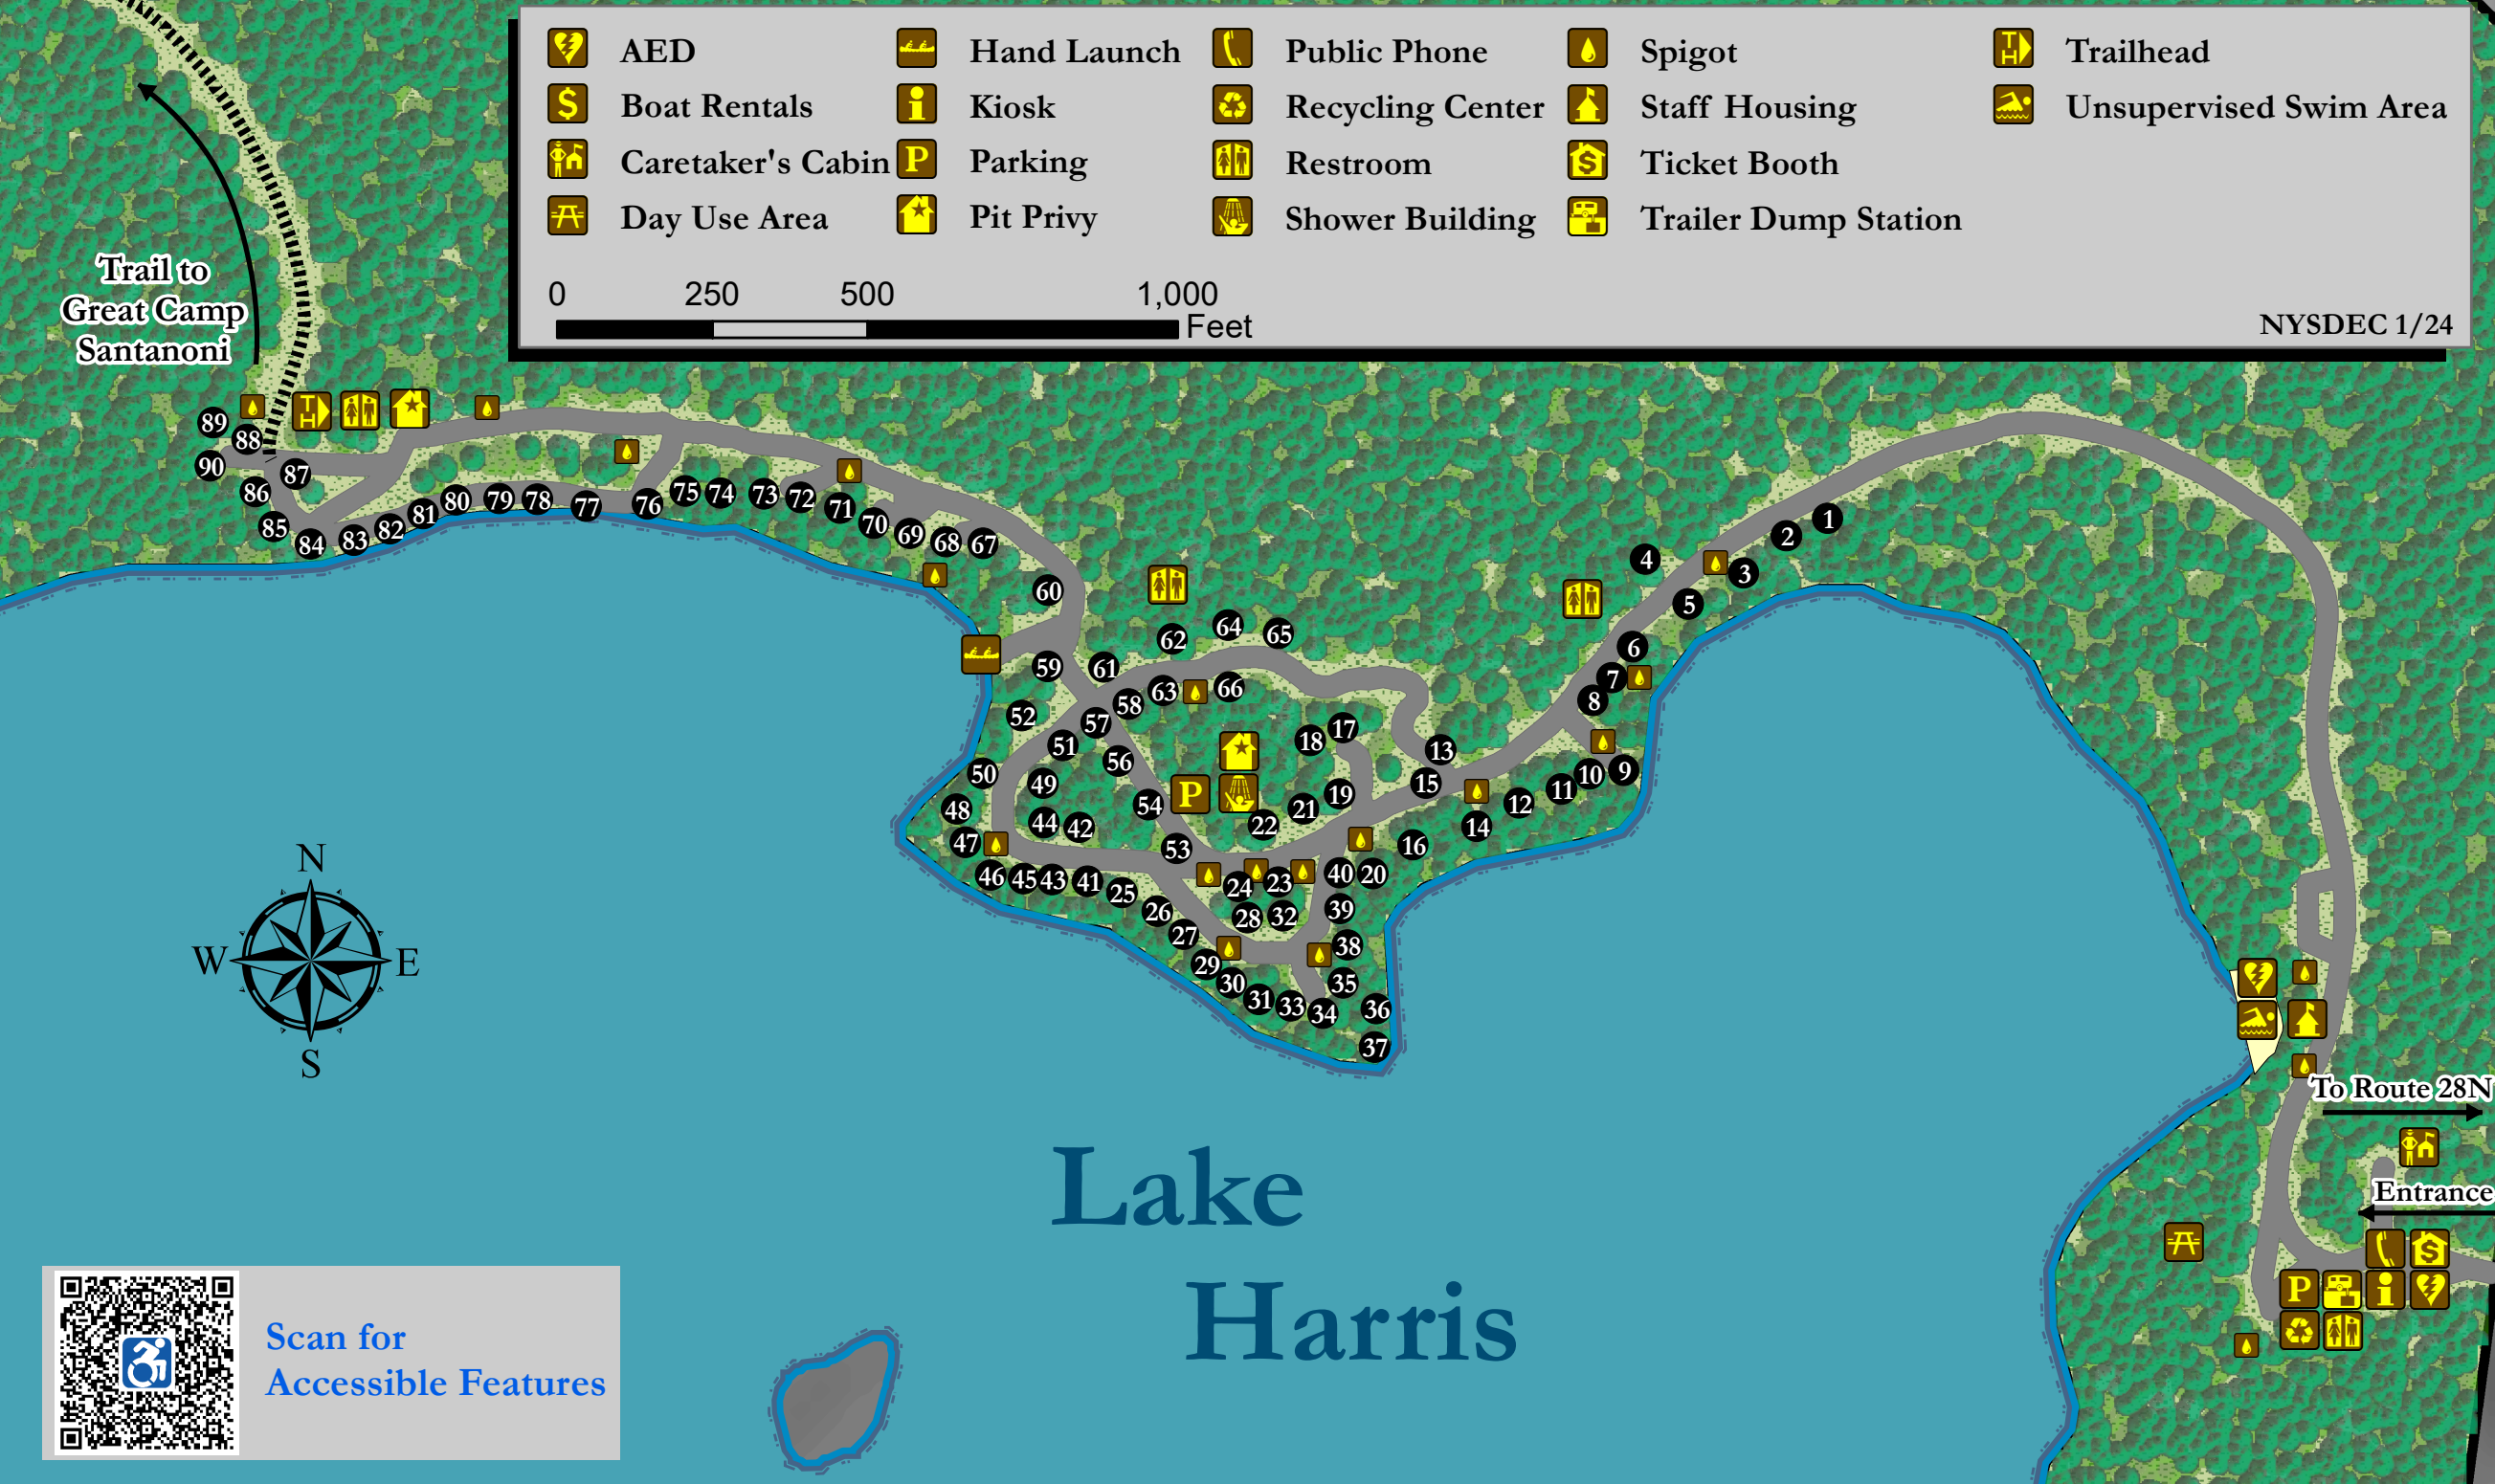 AED
Boat Rentals
Caretaker's Cabin
Day Use Area
Hand Launch
Kiosk
P Parking
Pit Privy
Public Phone
Recycling Center
Restroom
Shower Building
Spigot
Staff Housing
Ticket Booth
Trailer Dump Station
TH Trailhead
Unsupervised Swim Area
0 250 500 1,000
Feet
NYSDEC 1/24
Trail to
Great Camp
Santanoni
TH
89
88
90
87
86
85
84
83
82
81
80
79
78
77
76
75
74
73
72
71
70
69
68
67
60
59
61
62
64
65
52
58
63
66
57
51
56
50
49
48
54
44
42
47
53
46
45
43
41
25
26
27
24
23
28
32
29
30
31
33
34
35
36
37
38
39
40
20
16
22
21
19
18
17
13
15
14
12
11
10
9
8
7
6
5
4
3
2
1
P
N
W E
S
Lake
Harris
To Route 28N
Entrance
P
Scan for
Accessible Features